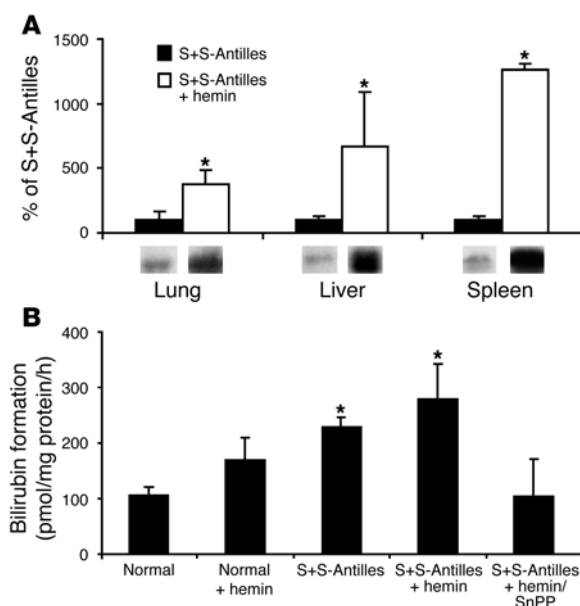 A
% of S+S-Antilles
1500
1000
500
0
S+S-Antilles
S+S-Antilles
+ hemin
*
*
*
Lung
Liver
Spleen
B
Bilirubin formation
(pmol/mg protein/h)
400
300
200
100
0
*
*
Normal
Normal
+ hemin
S+S-Antilles
S+S-Antilles
+ hemin
S+S-Antilles
+ hemin/
SnPP